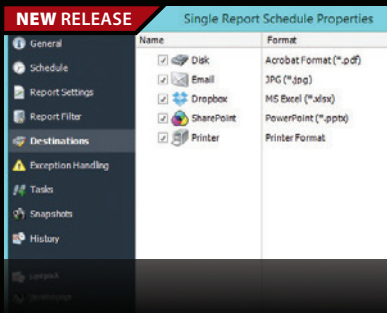 NEW RELEASE
Single Report Schedule Properties
General
Schedule
Report Settings
Report Filter
Destinations
Exception Handling
Tasks
Snapshots
History
Name Format
Disk Acrobat Format (*.pdf)
Email JPG (*.jpg)
Dropbox MS Excel (*.xlsx)
SharePoint PowerPoint (*.pptx)
Printer Printer Format